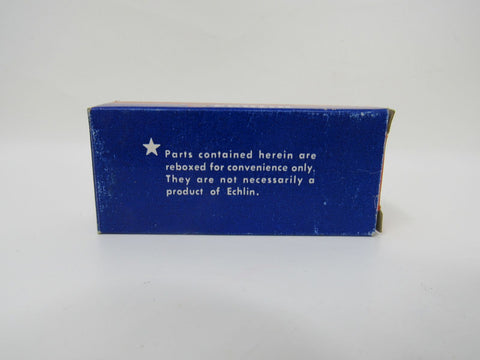 ★ Parts contained herein are
reboxed for convenience only.
They are not necessarily a
product of Echlin.